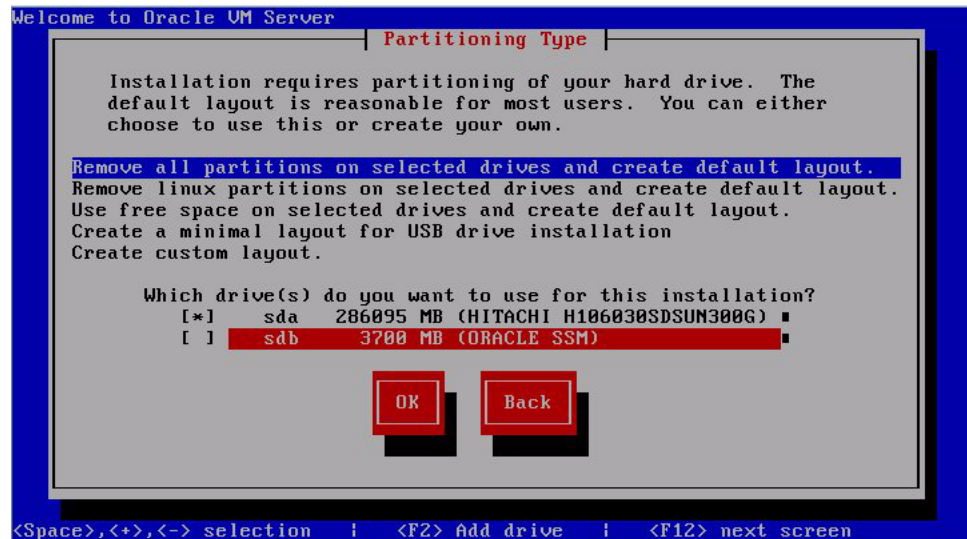 Welcome to Oracle VM Server
Partitioning Type
Installation requires partitioning of your hard drive. The
default layout is reasonable for most users. You can either
choose to use this or create your own.
Remove all partitions on selected drives and create default layout.
Remove linux partitions on selected drives and create default layout.
Use free space on selected drives and create default layout.
Create a minimal layout for USB drive installation
Create custom layout.
Which drive(s) do you want to use for this installation?
[*] sda 286095 MB (HITACHI H106030SDSUN300G)
[ ] sdb 3700 MB (ORACLE SSM)
OK Back
<Space>,<+>,<-> selection | <F2> Add drive | <F12> next screen